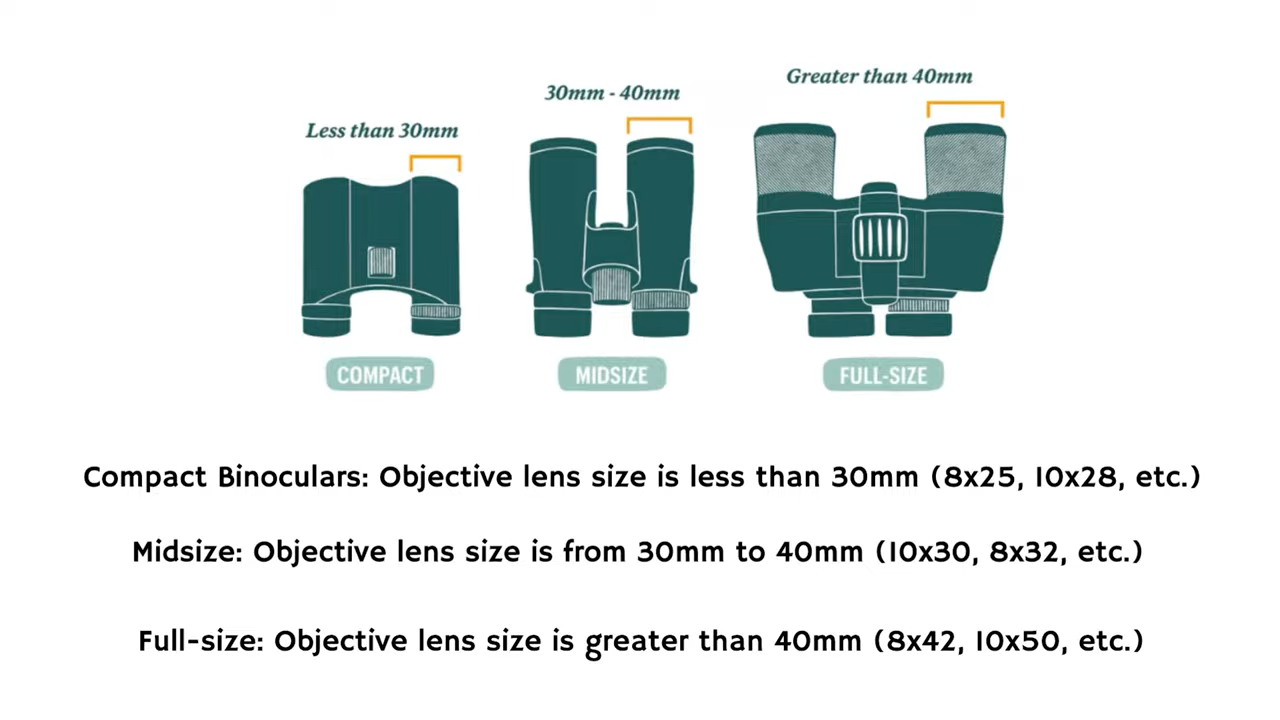 Less than 30mm
30mm - 40mm
Greater than 40mm
COMPACT
MIDSIZE
FULL-SIZE
Compact Binoculars: Objective lens size is less than 30mm (8x25, 10x28, etc.)
Midsize: Objective lens size is from 30mm to 40mm (10x30, 8x32, etc.)
Full-size: Objective lens size is greater than 40mm (8x42, 10x50, etc.)